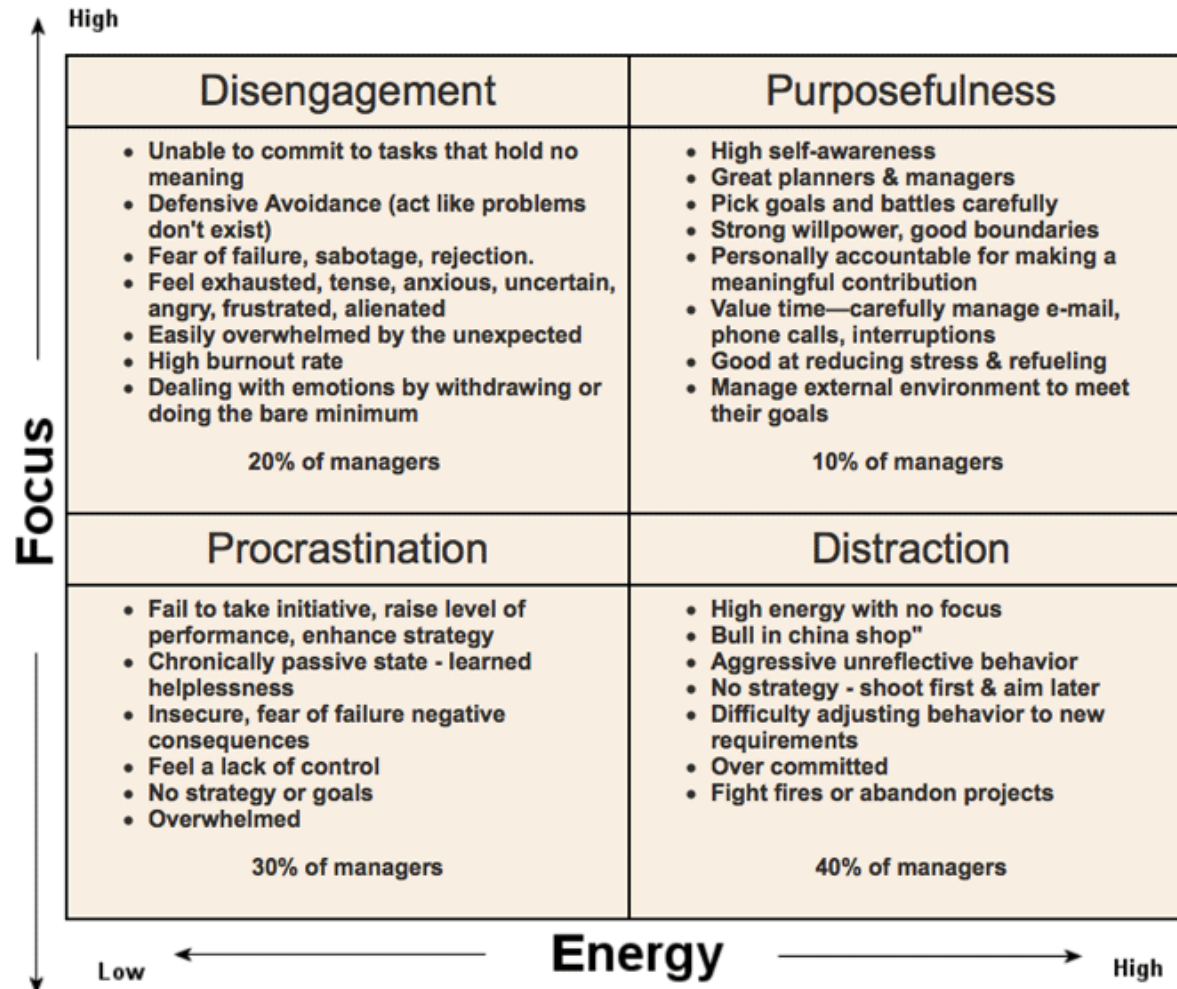 High
Disengagement
Unable to commit to tasks that hold no
meaning
Defensive Avoidance (act like problems
don't exist)
Fear of failure, sabotage, rejection.
Feel exhausted, tense, anxious, uncertain,
angry, frustrated, alienated
Easily overwhelmed by the unexpected
High burnout rate
Dealing with emotions by withdrawing or
doing the bare minimum
20% of managers
Purposefulness
High self-awareness
Great planners & managers
Pick goals and battles carefully
Strong willpower, good boundaries
Personally accountable for making a
meaningful contribution
Value time—carefully manage e-mail,
phone calls, interruptions
Good at reducing stress & refueling
Manage external environment to meet
their goals
10% of managers
Focus
Procrastination
Fail to take initiative, raise level of
performance, enhance strategy
Chronically passive state - learned
helplessness
Insecure, fear of failure negative
consequences
Feel a lack of control
No strategy or goals
Overwhelmed
30% of managers
Distraction
High energy with no focus
Bull in china shop"
Aggressive unreflective behavior
No strategy - shoot first & aim later
Difficulty adjusting behavior to new
requirements
Over committed
Fight fires or abandon projects
40% of managers
Low
Energy
High